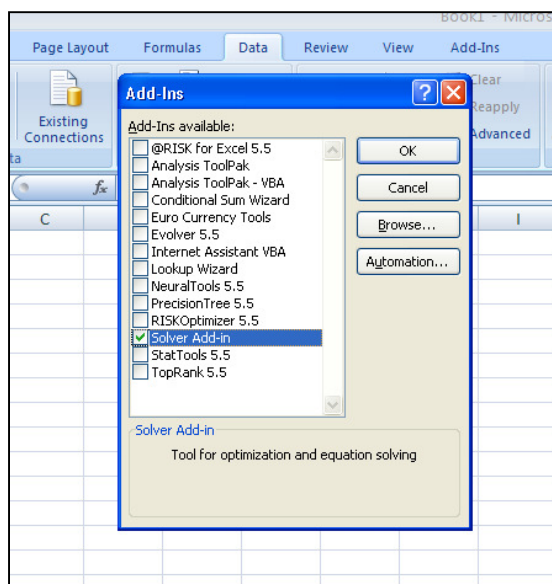 Book1 - Micros
Page Layout Formulas Data Review View Add-Ins
Existing
Connections
Clear
Reapply
Advanced
ta
fx
C I
Add-Ins
?
X
Add-Ins available:
@RISK for Excel 5.5
Analysis ToolPak
Analysis ToolPak - VBA
Conditional Sum Wizard
Euro Currency Tools
Evolver 5.5
Internet Assistant VBA
Lookup Wizard
NeuralTools 5.5
PrecisionTree 5.5
RISKOptimizer 5.5
Solver Add-in
StatTools 5.5
TopRank 5.5
OK
Cancel
Browse...
Automation...
Solver Add-in
Tool for optimization and equation solving